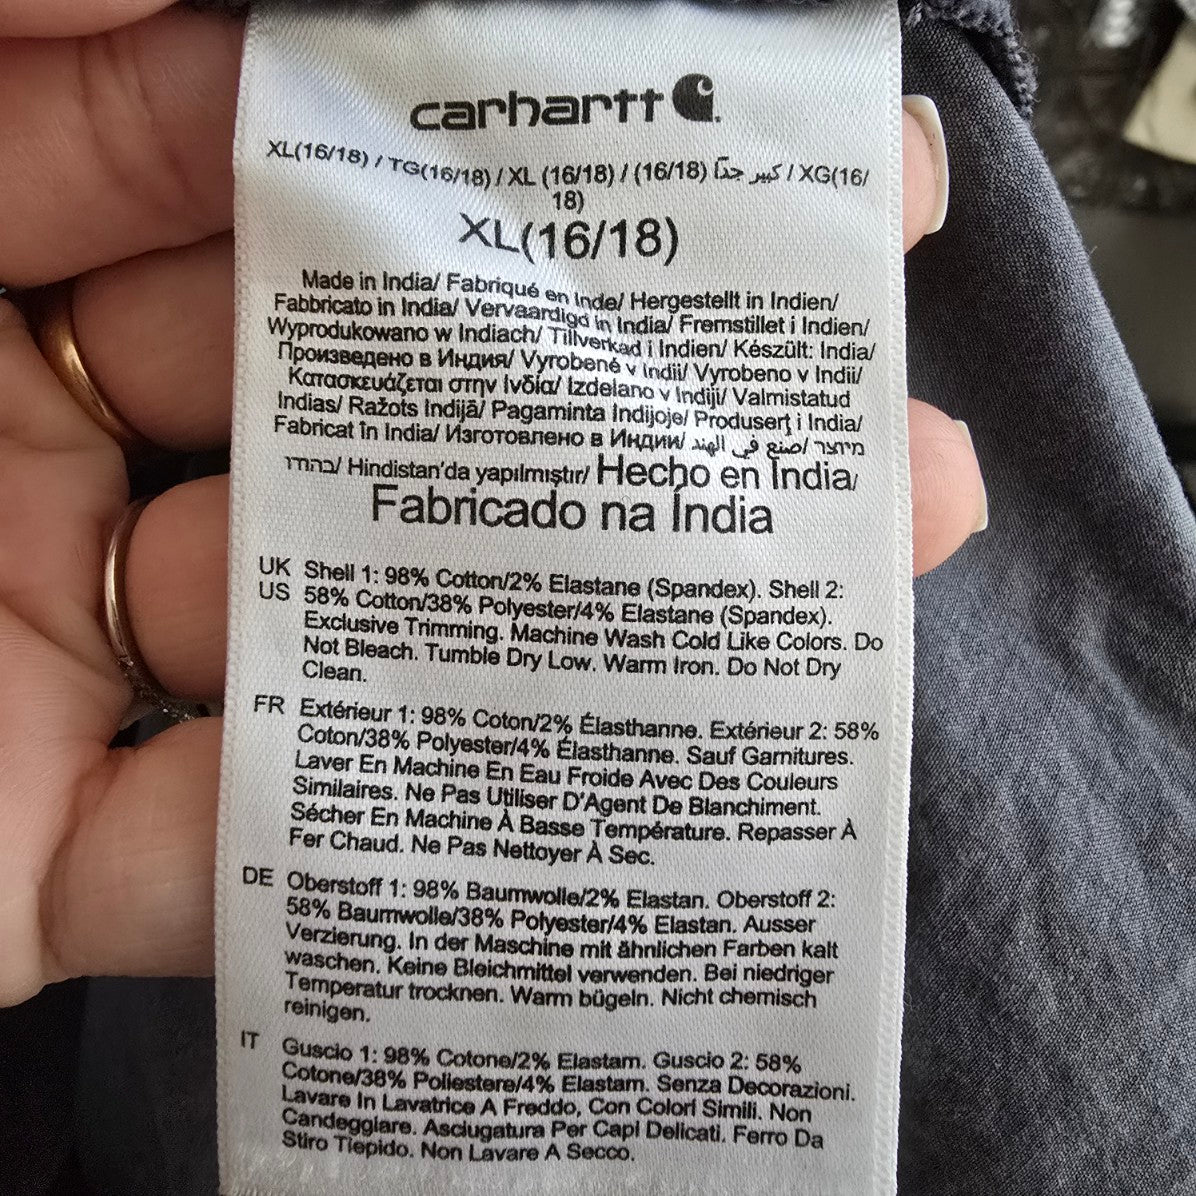 carhartt
XL(16/18) / TG(16/18) / XL (16/18) / (16/18) كبير جدّاً / XG(16/
18)
XL(16/18)
Made in India/ Fabriqué en Inde/ Hergestellt in Indien/
Fabbricato in India/ Vervaardigd in India/ Fremstillet i Indien/
Wyprodukowano w Indiach/ Tillverkad i Indien/ Készült: India/
Произведено в Индия/ Vyrobené v Indii/ Vyrobeno v Indii/
Κατασκευάζεται στην Ινδία/ Izdelano v Indiji/ Valmistatud
Indias/ Ražots Indijā/ Pagaminta Indijoje/ Produserţ i India/
Fabricat în India/ Изготовлено в Индии/ صنع في الهند/ מיוצר
בהודו/ Hindistan'da yapılmıştır/ Hecho en India/
Fabricado na Índia
UK Shell 1: 98% Cotton/2% Elastane (Spandex). Shell 2:
US 58% Cotton/38% Polyester/4% Elastane (Spandex).
Exclusive Trimming. Machine Wash Cold Like Colors. Do
Not Bleach. Tumble Dry Low. Warm Iron. Do Not Dry
Clean.
FR Extérieur 1: 98% Coton/2% Élasthanne. Extérieur 2: 58%
Coton/38% Polyester/4% Élasthanne. Sauf Garnitures.
Laver En Machine En Eau Froide Avec Des Couleurs
Similaires. Ne Pas Utiliser D'Agent De Blanchiment.
Sécher En Machine À Basse Température. Repasser À
Fer Chaud. Ne Pas Nettoyer À Sec.
DE Oberstoff 1: 98% Baumwolle/2% Elastan. Oberstoff 2:
58% Baumwolle/38% Polyester/4% Elastan. Ausser
Verzierung. In der Maschine mit ähnlichen Farben kalt
waschen. Keine Bleichmittel verwenden. Bei niedriger
Temperatur trocknen. Warm bügeln. Nicht chemisch
reinigen.
IT Guscio 1: 98% Cotone/2% Elastam. Guscio 2: 58%
Cotone/38% Poliestere/4% Elastam. Senza Decorazioni.
Lavare In Lavatrice A Freddo, Con Colori Simili. Non
Candeggiare. Asciugatura Per Capi Delicati. Ferro Da
Stiro Tiepido. Non Lavare A Secco.